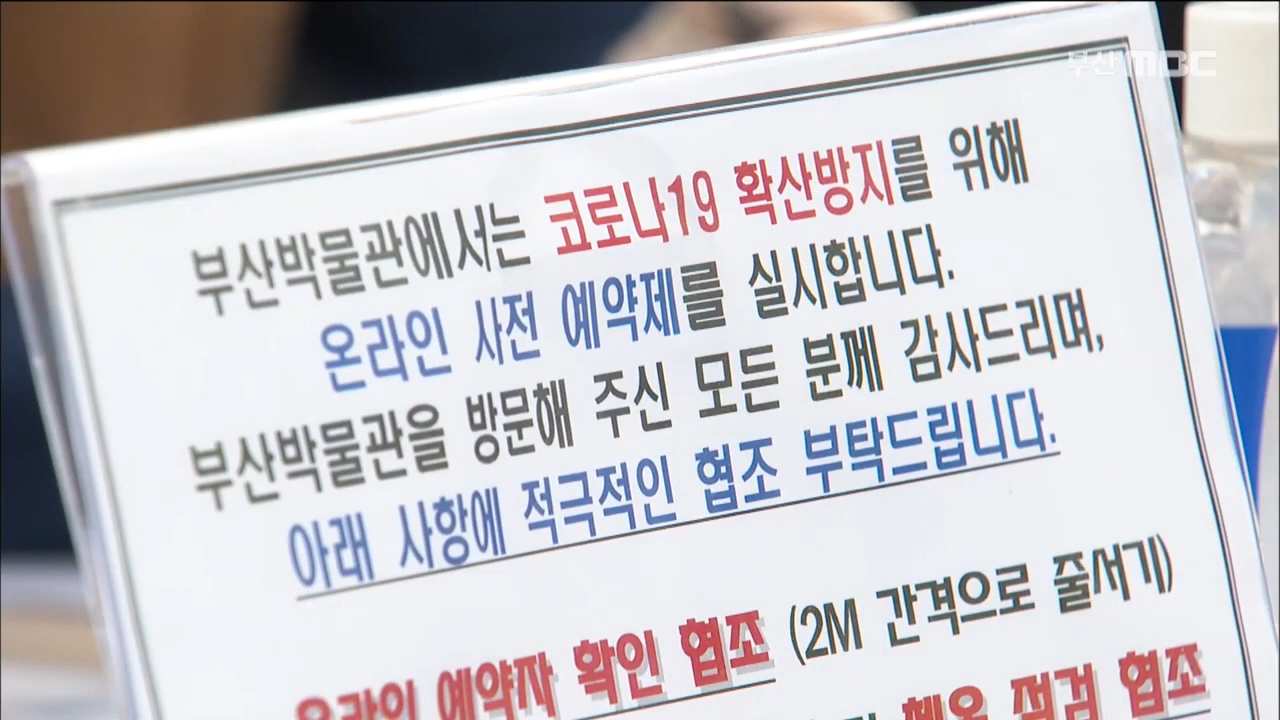 부산MBC
부산박물관에서는 코로나19 확산방지를 위해
온라인 사전 예약제를 실시합니다.
부산박물관을 방문해 주신 모든 분께 감사드리며,
아래 사항에 적극적인 협조 부탁드립니다.
온라인 예약자 확인 협조 (2M 간격으로 줄서기)
체온 점검 협조